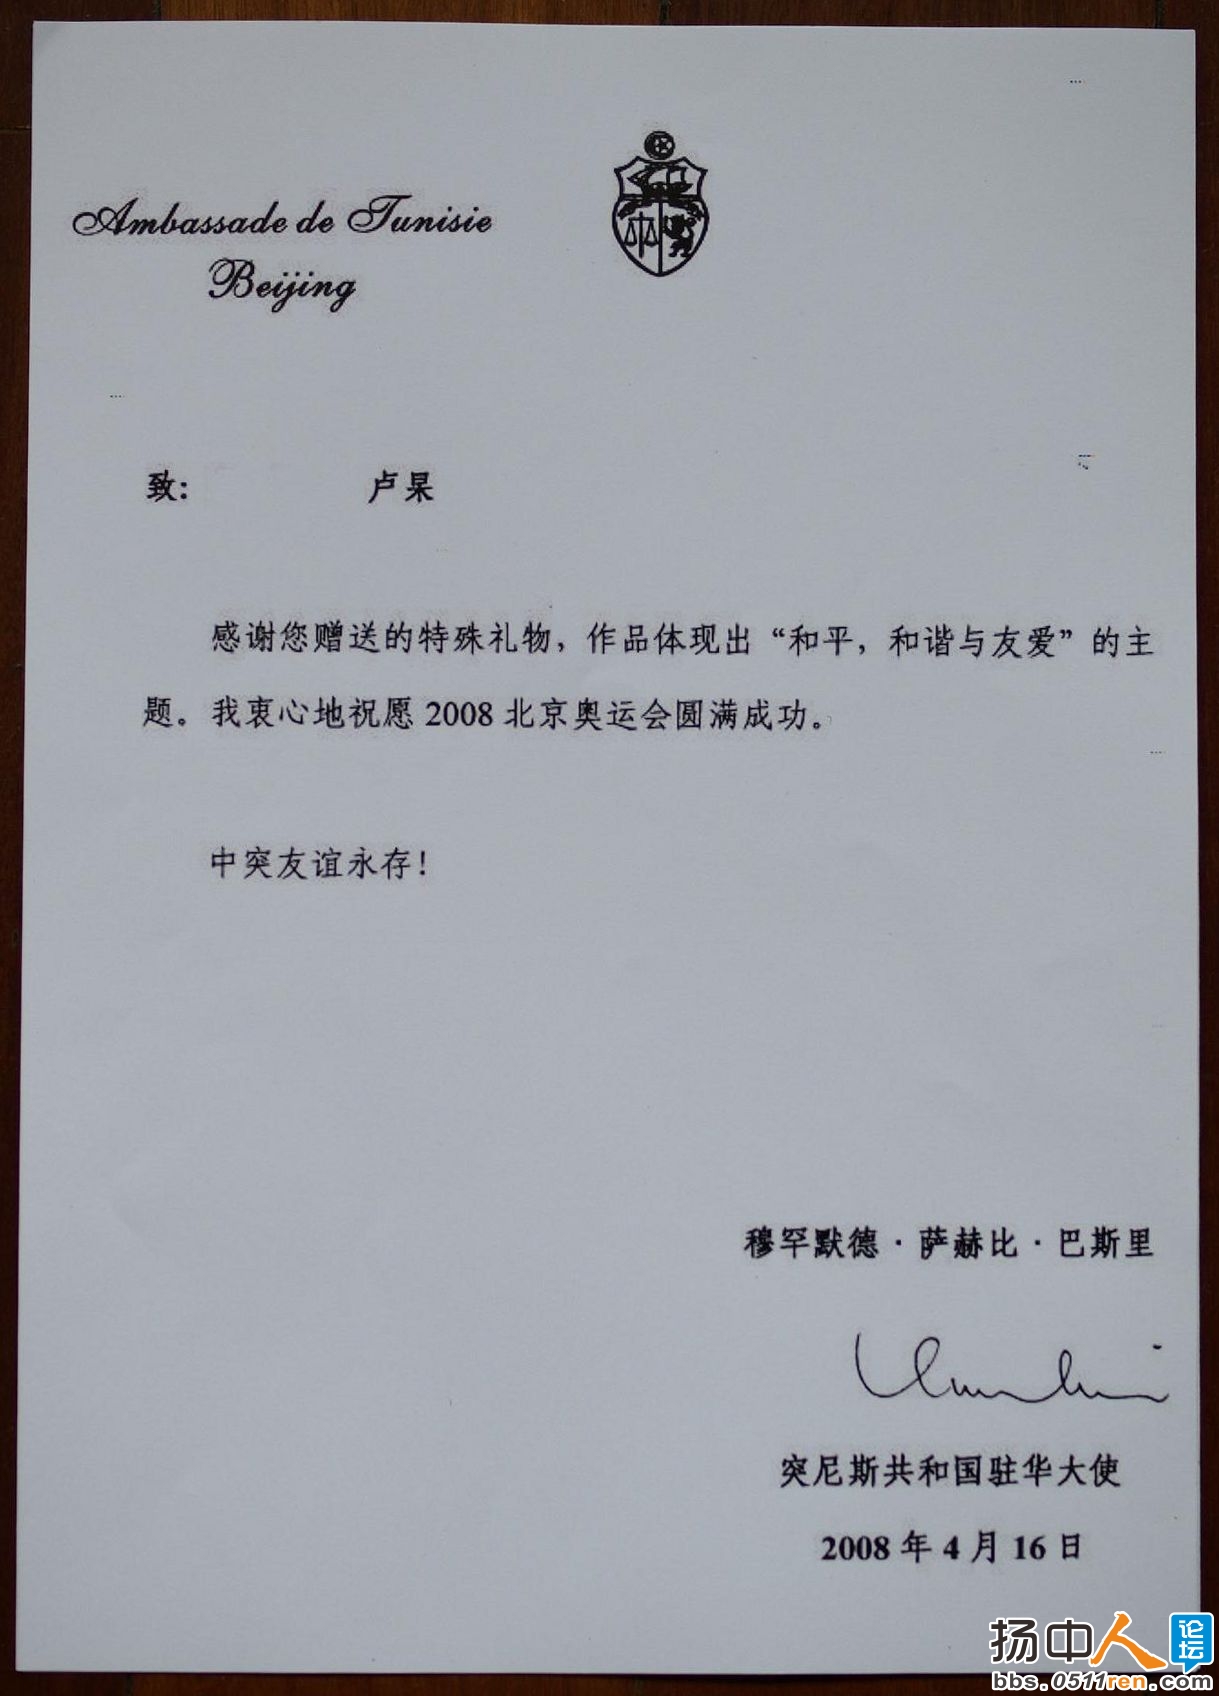 Ambassade de Tunisie
Beijing
致： 卢杲
感谢您赠送的特殊礼物，作品体现出“和平，和谐与友爱”的主
题。我衷心地祝愿 2008 北京奥运会圆满成功。
中突友谊永存！
穆罕默德·萨赫比·巴斯里
突尼斯共和国驻华大使
2008 年 4 月 16 日
扬中人论坛
bbs.0511ren.com